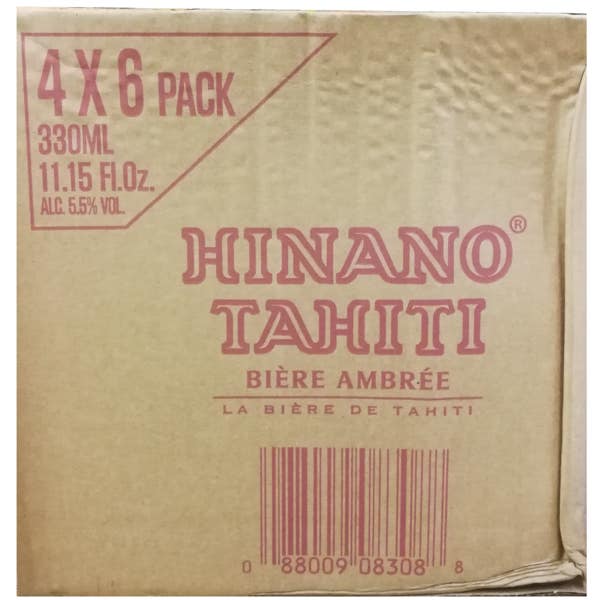 4 X 6 PACK
330ML
11.15 Fl.Oz.
ALC. 5.5% VOL.
HINANO®
TAHITI
BIÈRE AMBRÉE
LA BIÈRE DE TAHITI
0 88009 08308 8